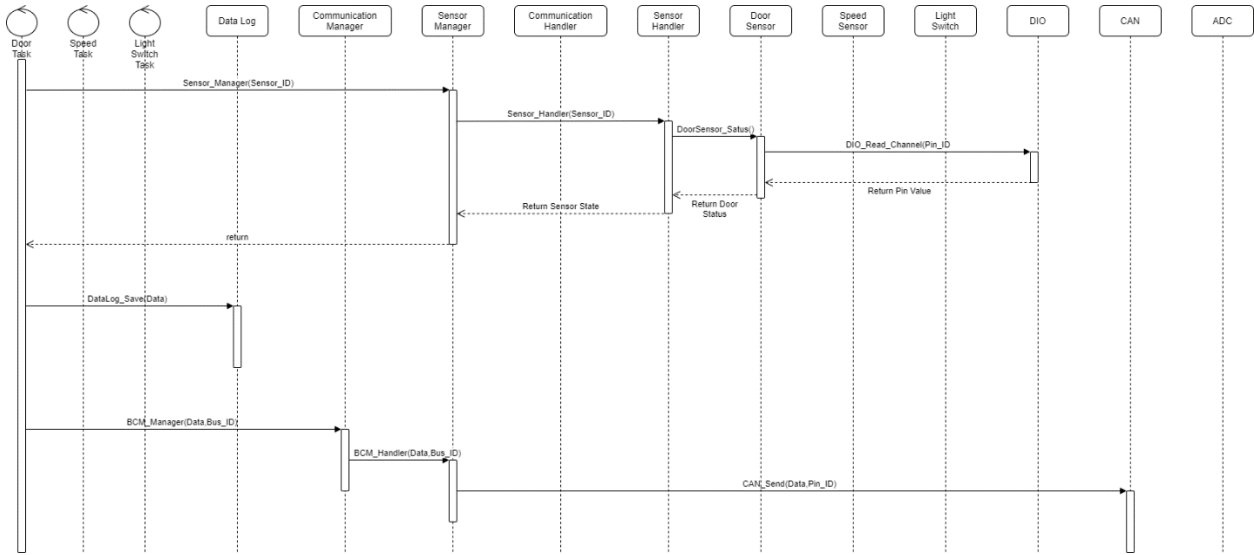 Door
Task
Speed
Task
Light
Switch
Task
Data Log
Communication
Manager
Sensor
Manager
Communication
Handler
Sensor
Handler
Door
Sensor
Speed
Sensor
Light
Switch
DIO
CAN
ADC
Sensor_Manager(Sensor_ID)
Sensor_Handler(Sensor_ID)
DoorSensor_Satus()
DIO_Read_Channel(Pin_ID
Return Pin Value
Return Door
Status
Return Sensor State
return
DataLog_Save(Data)
BCM_Manager(Data,Bus_ID)
BCM_Handler(Data,Bus_ID)
CAN_Send(Data,Pin_ID)